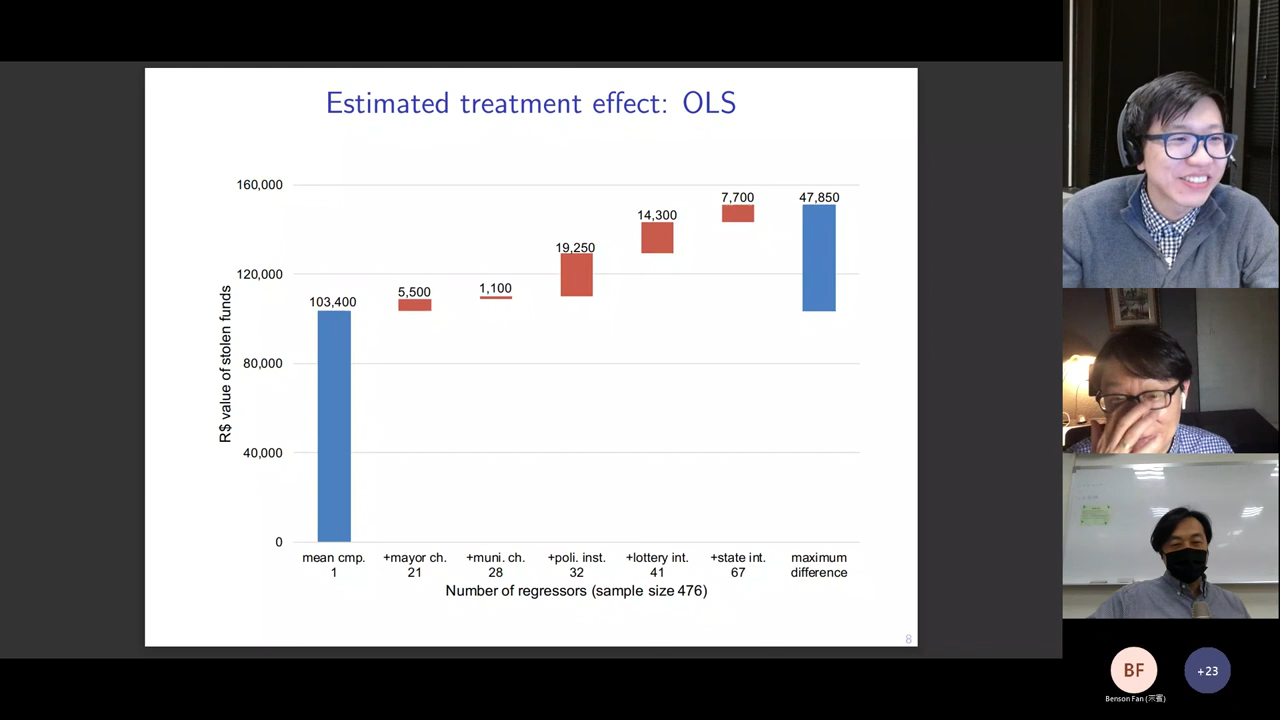 Estimated treatment effect: OLS
R$ value of stolen funds
160,000
120,000
80,000
40,000
0
103,400
5,500
1,100
19,250
14,300
7,700
47,850
mean cmp.
1
+mayor ch.
21
+muni. ch.
28
+poli. inst.
32
+lottery int.
41
+state int.
67
maximum
difference
Number of regressors (sample size 476)
8
BF
+23
Benson Fan (